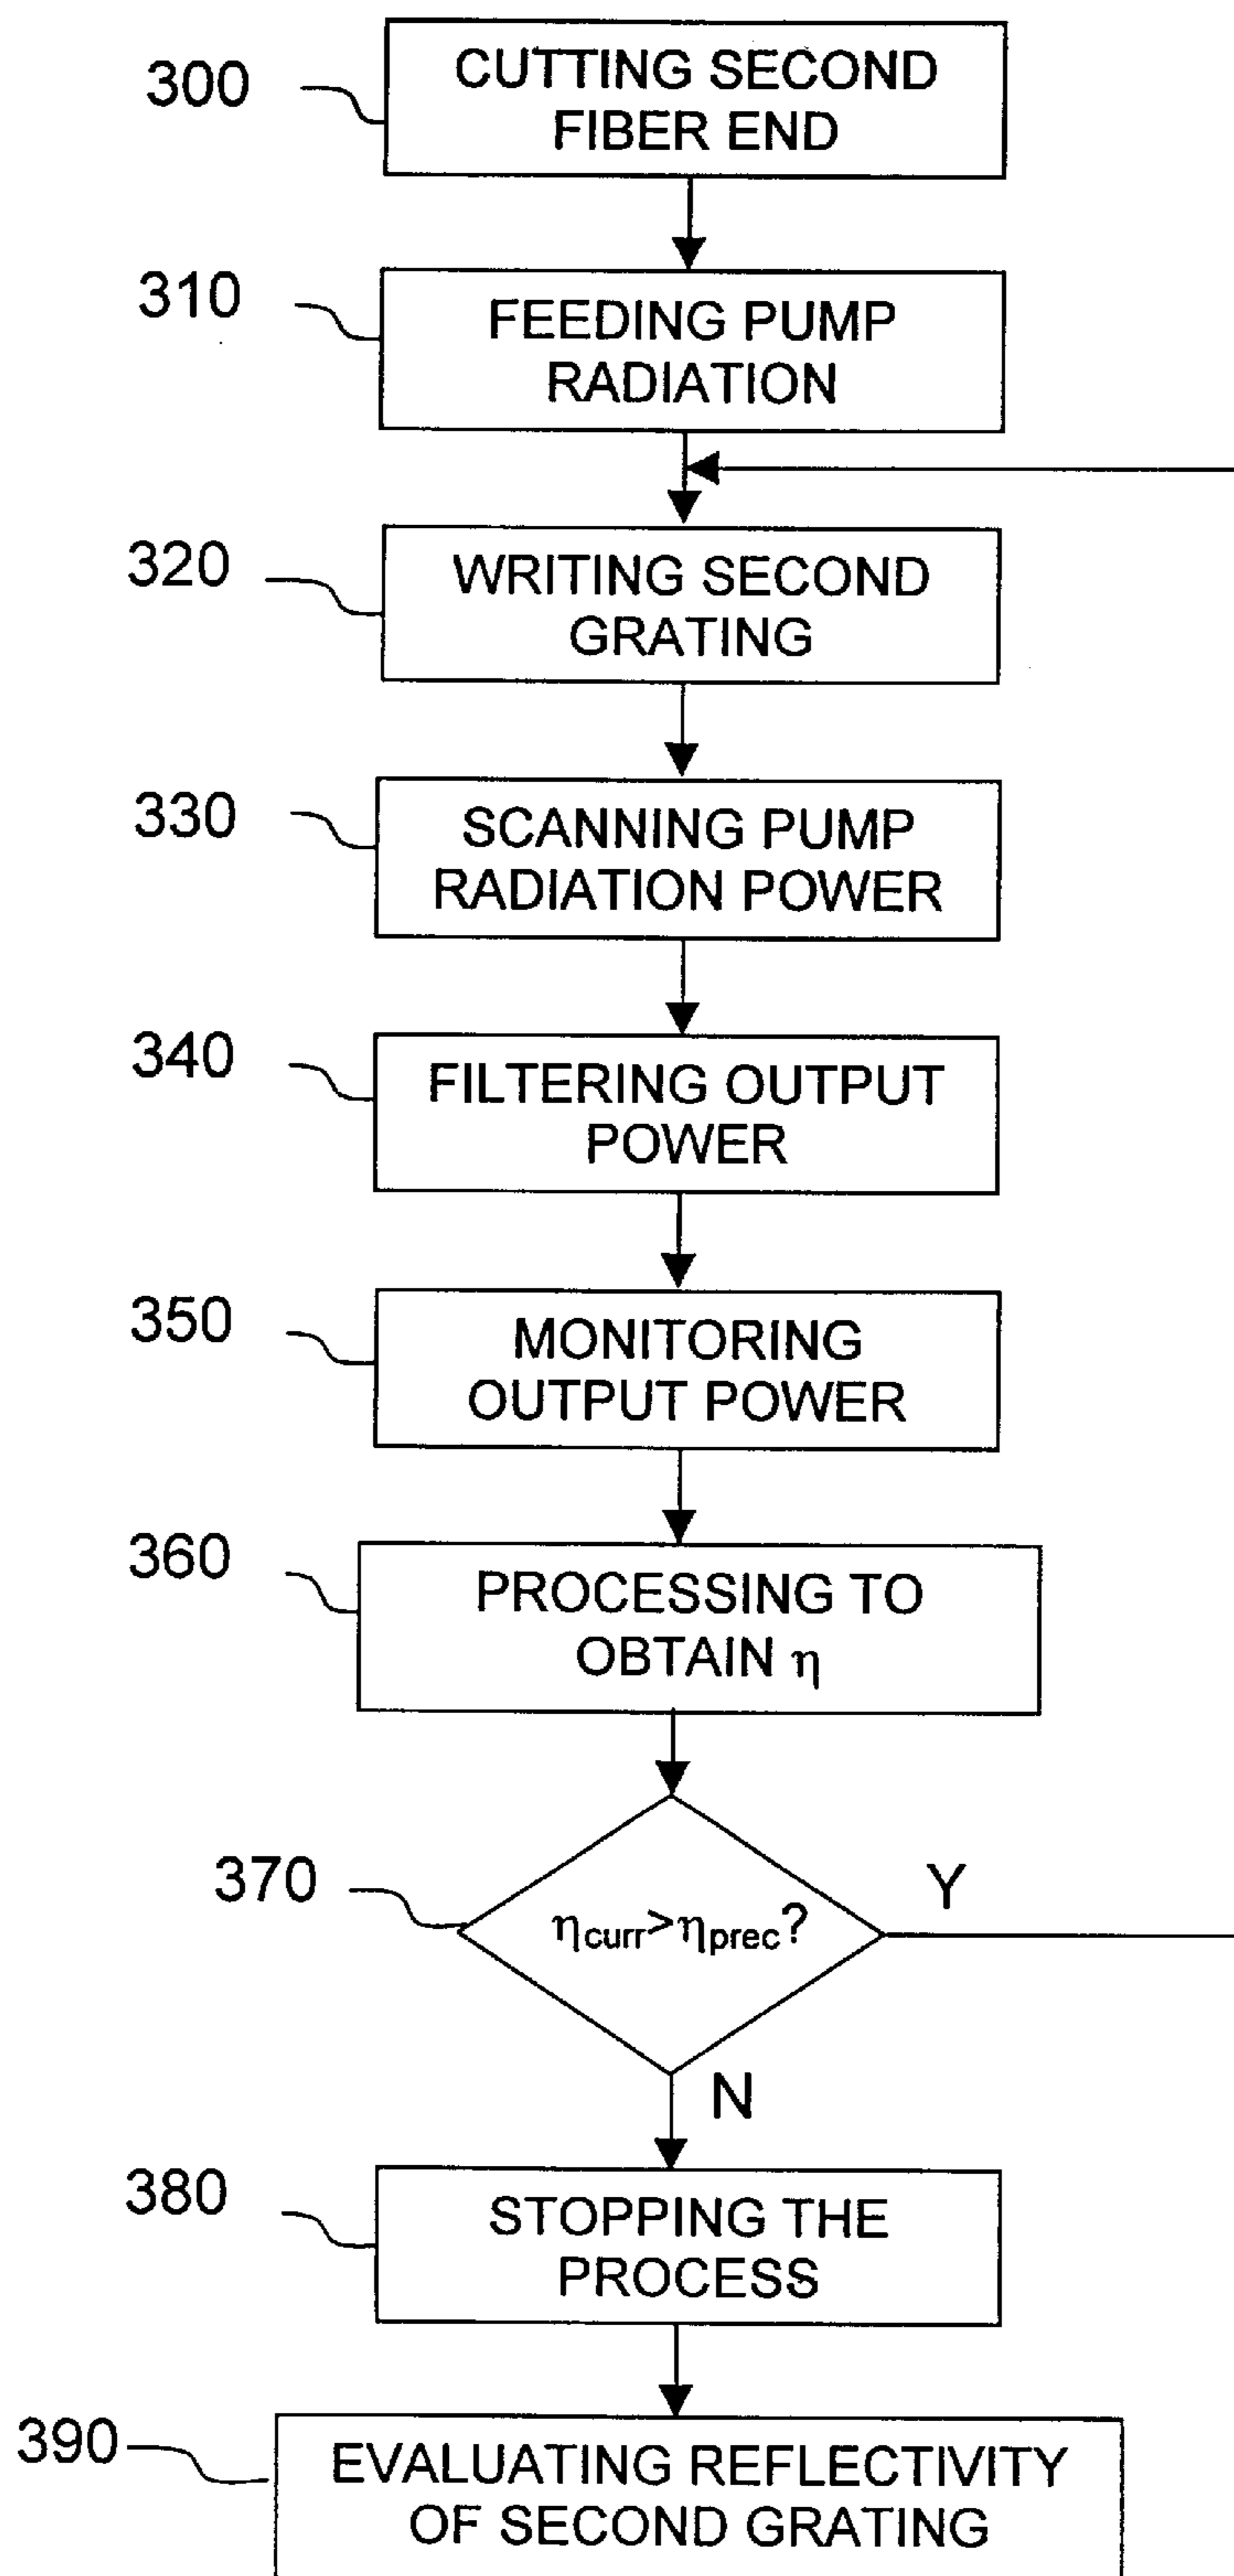 300
CUTTING SECOND
FIBER END
310
FEEDING PUMP
RADIATION
320
WRITING SECOND
GRATING
330
SCANNING PUMP
RADIATION POWER
340
FILTERING OUTPUT
POWER
350
MONITORING
OUTPUT POWER
360
PROCESSING TO
OBTAIN η
370
ηcurr>ηprec?
Y
N
380
STOPPING THE
PROCESS
390
EVALUATING REFLECTIVITY
OF SECOND GRATING